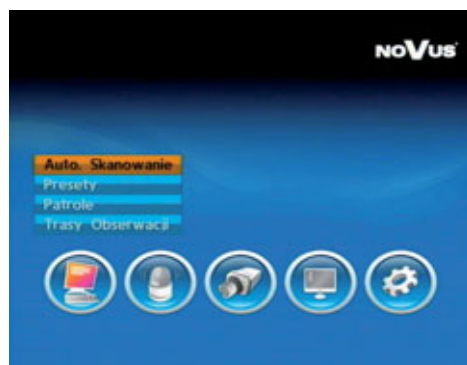 NOVUS
Auto. Skanowanie
Presety
Patrole
Trasy Obserwacji